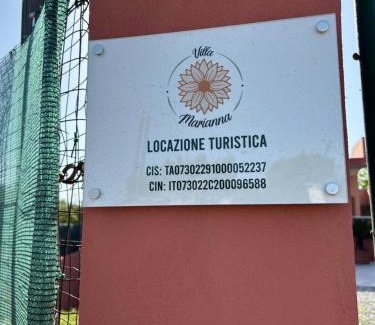 Villa
Marianna
LOCAZIONE TURISTICA
CIS: TA07302291000052237
CIN: IT073022C200096588